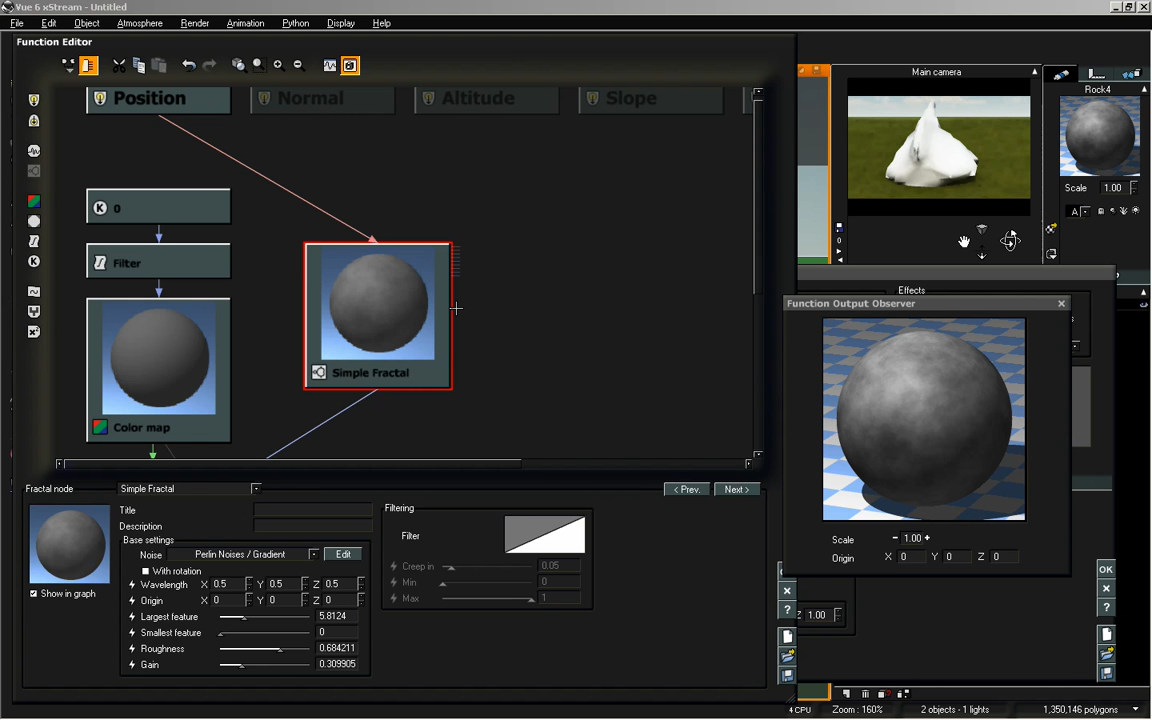 Vue 6 xStream - Untitled
File Edit Object Atmosphere Render Animation Python Display Help
Function Editor
Position Normal Altitude Slope
0
Filter
Color map
Simple Fractal
Main camera
Rock4
Scale 1.00
A
0
Effects
Function Output Observer
Scale 1.00
Origin X 0 Y 0 Z 0
OK
Z 1.00
Fractal node Simple Fractal < Prev. Next >
Title
Description
Base settings
Noise Perlin Noises / Gradient Edit
With rotation
Wavelength X 0.5 Y 0.5 Z 0.5
Show in graph
Origin X 0 Y 0 Z 0
Largest feature 5.8124
Smallest feature 0
Roughness 0.684211
Gain 0.309905
Filtering
Filter
Creep in 0.05
Min 0
Max 1
4 CPU Zoom : 160% 2 objects - 1 lights 1,350,146 polygons